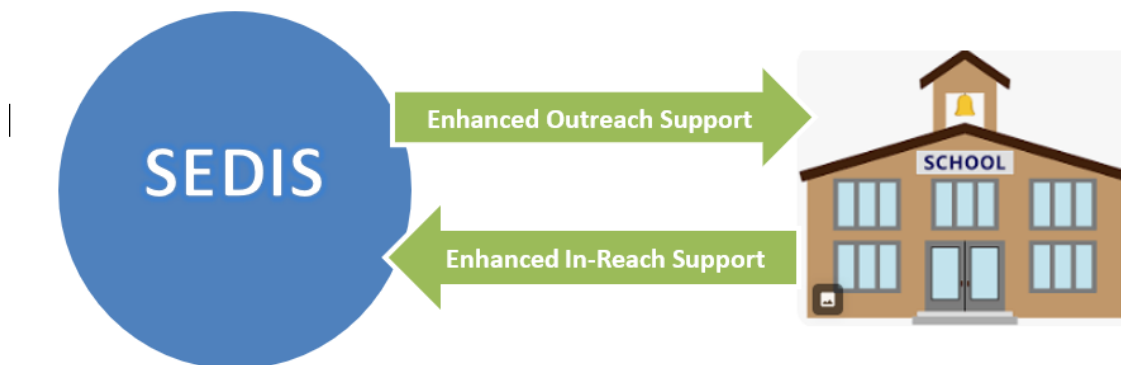 SEDIS
Enhanced Outreach Support
SCHOOL
Enhanced In-Reach Support